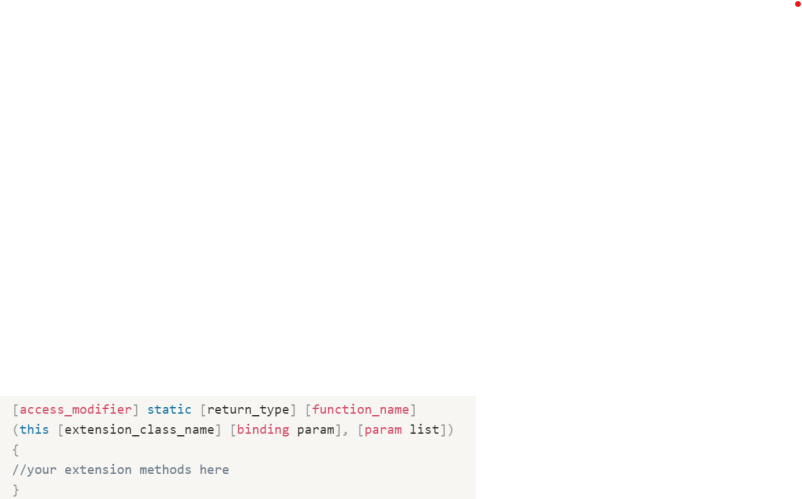 [access_modifier] static [return_type] [function_name]
(this [extension_class_name] [binding param], [param list])
{
//your extension methods here
}